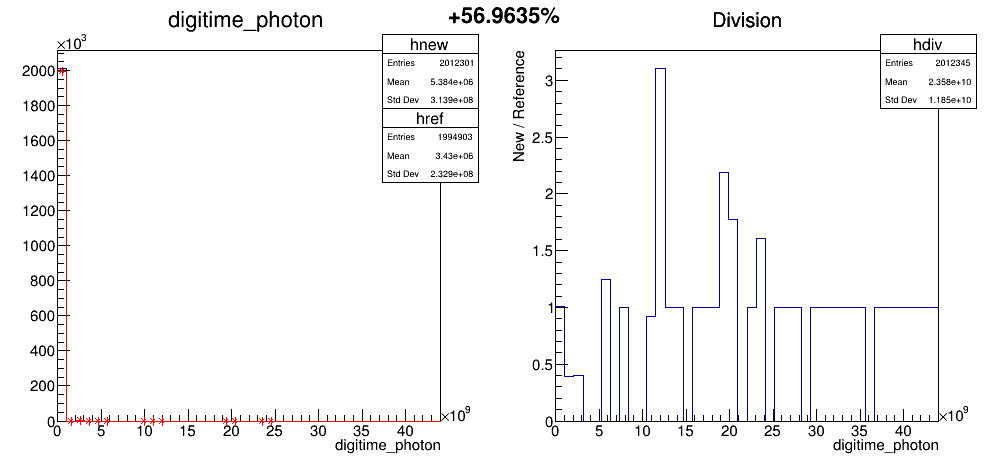 +56.9635%
digitime_photon
×10³
hnew
Entries 2012301
Mean 5.384e+06
Std Dev 3.139e+08
href
Entries 1994903
Mean 3.43e+06
Std Dev 2.329e+08
2000
1800
1600
1400
1200
1000
800
600
400
200
0
0 5 10 15 20 25 30 35 40
×10⁹
digitime_photon
Division
hdiv
Entries 2012345
Mean 2.358e+10
Std Dev 1.185e+10
New / Reference
3
2.5
2
1.5
1
0.5
0
0 5 10 15 20 25 30 35 40
×10⁹
digitime_photon